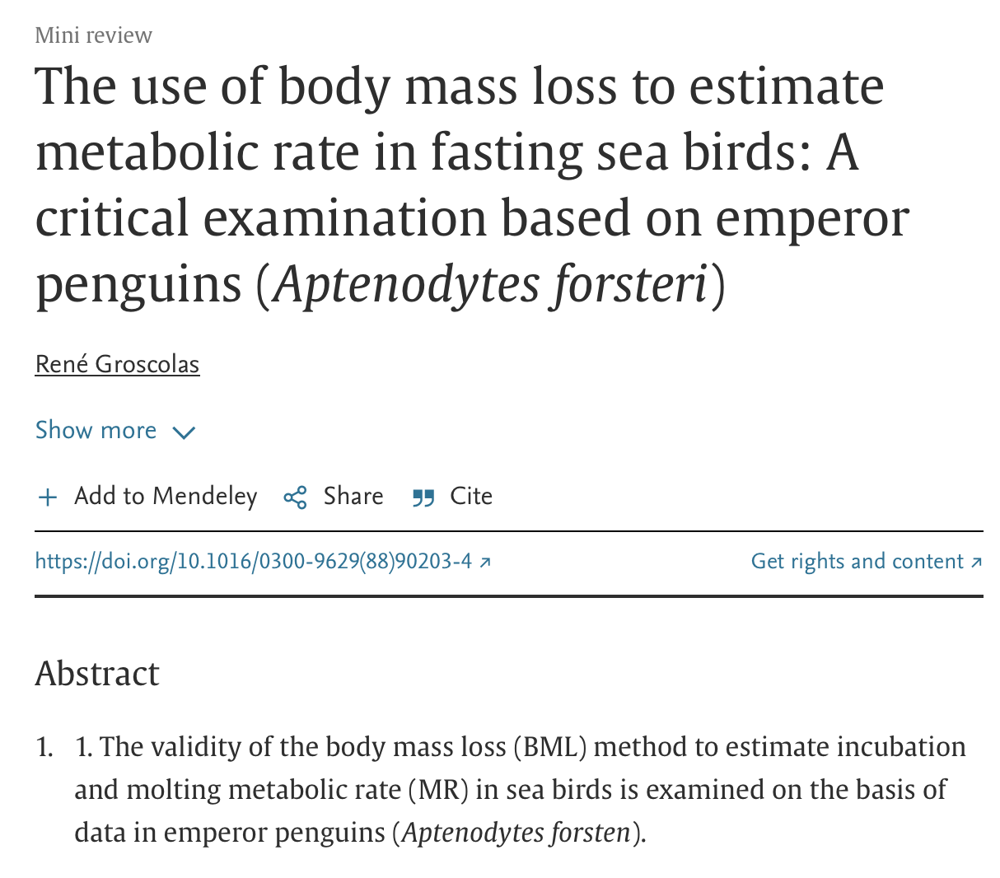 Mini review
The use of body mass loss to estimate
metabolic rate in fasting sea birds: A
critical examination based on emperor
penguins (Aptenodytes forsteri)
René Groscolas
Show more
Add to Mendeley Share Cite
https://doi.org/10.1016/0300-9629(88)90203-4 ↗ Get rights and content ↗
Abstract
1. 1. The validity of the body mass loss (BML) method to estimate incubation
and molting metabolic rate (MR) in sea birds is examined on the basis of
data in emperor penguins (Aptenodytes forsten).